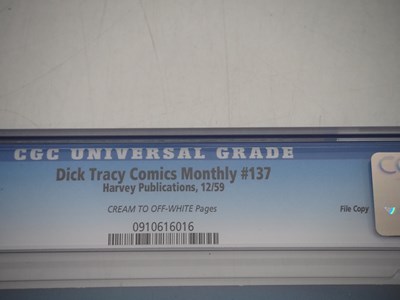 CGC UNIVERSAL GRADE
Dick Tracy Comics Monthly #137
Harvey Publications, 12/59
CREAM TO OFF-WHITE Pages
File Copy
0910616016